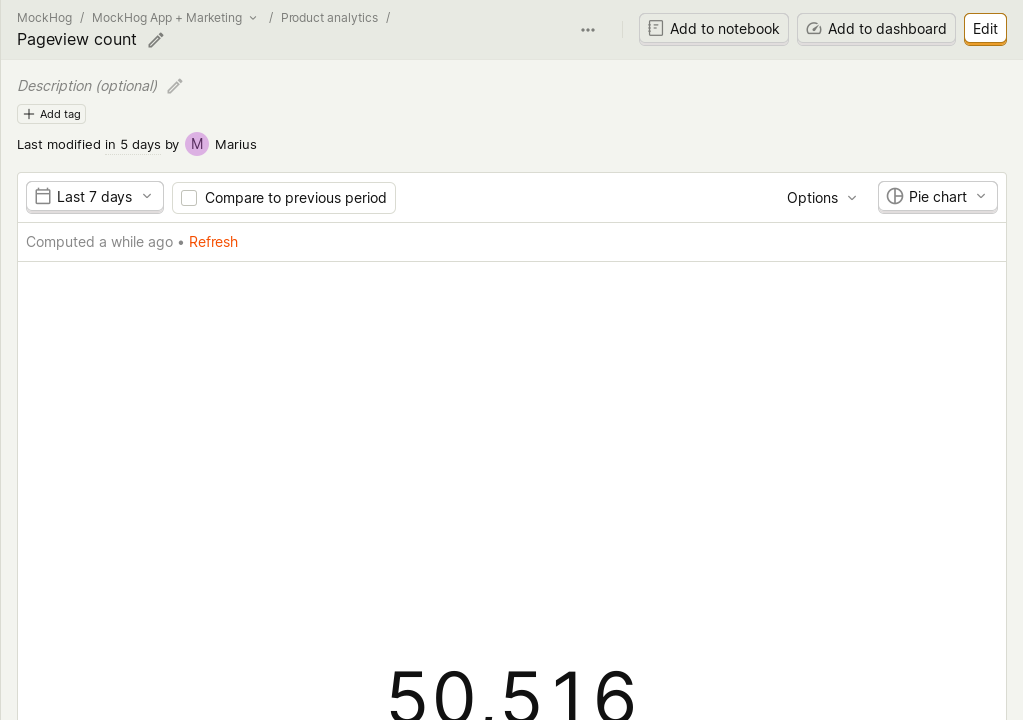 MockHog / MockHog App + Marketing / Product analytics /
Pageview count
Add to notebook
Add to dashboard
Edit
Description (optional)
Add tag
Last modified in 5 days by M Marius
Last 7 days
Compare to previous period
Options
Pie chart
Computed a while ago • Refresh
50,516